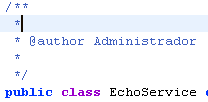 /**
 *
 * @author Administrador
 *
 */
public class EchoService